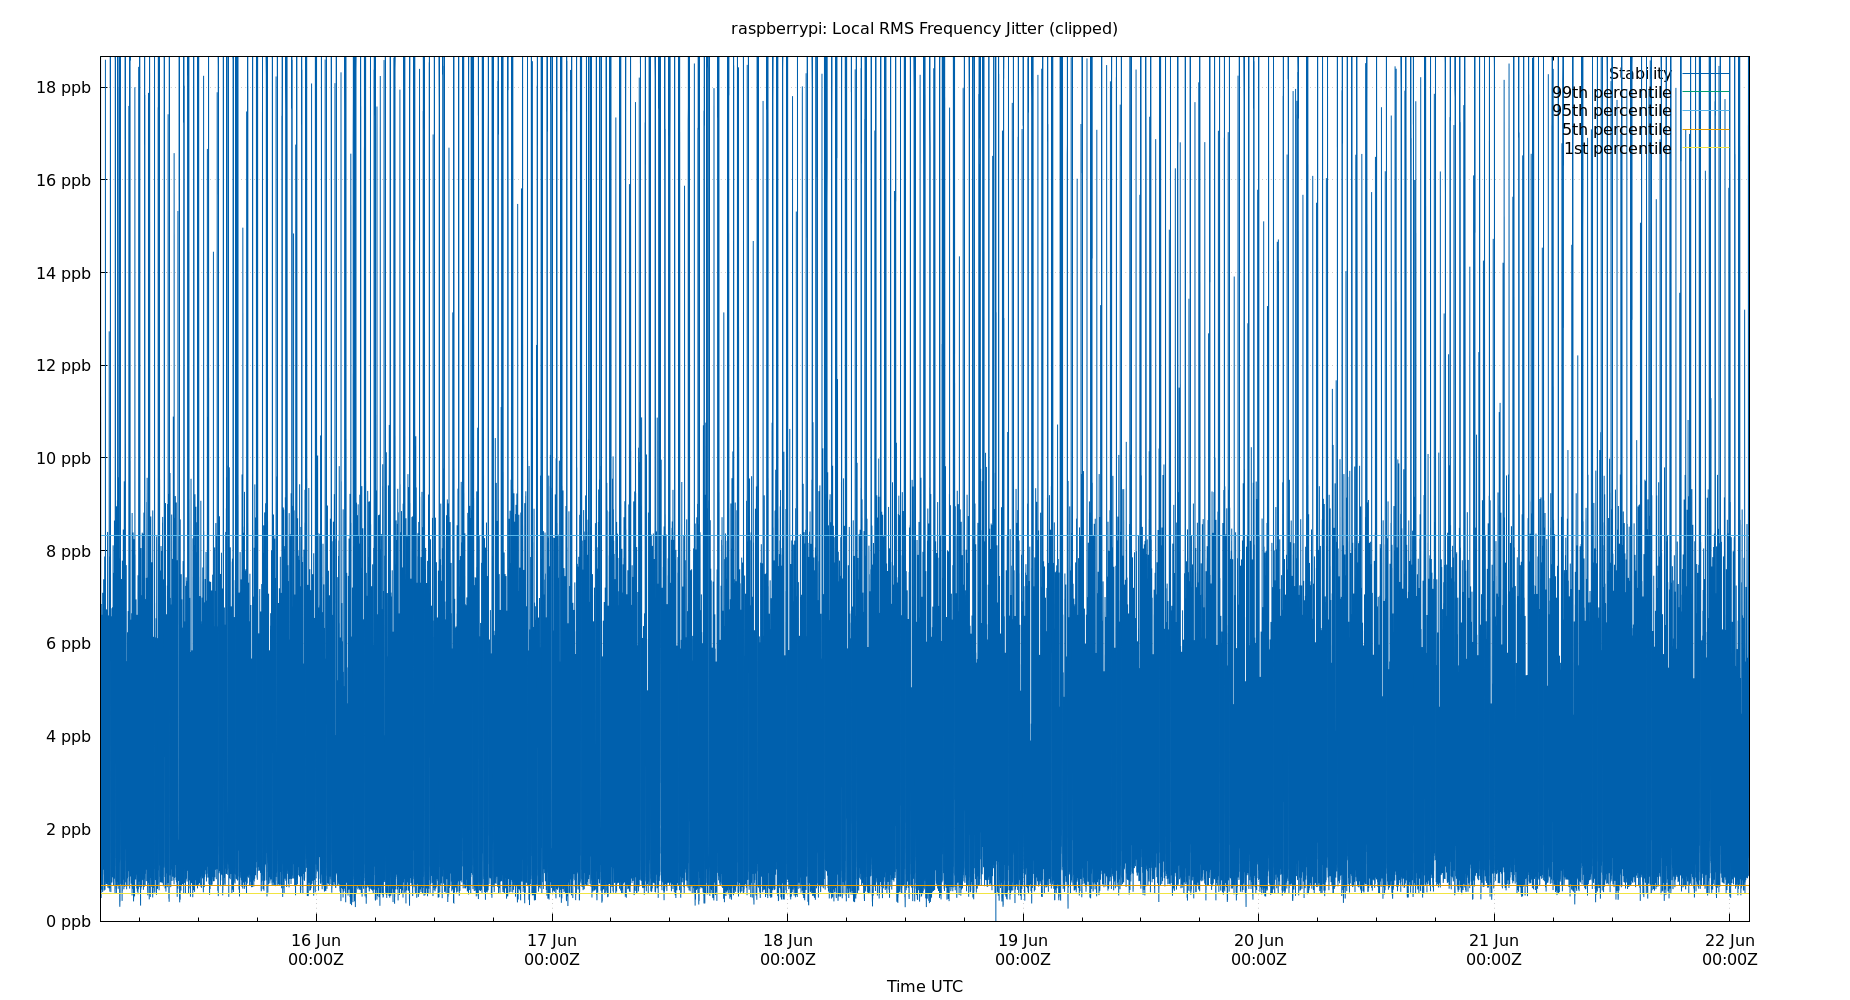 raspberrypi: Local RMS Frequency Jitter (clipped)
18 ppb
16 ppb
14 ppb
12 ppb
10 ppb
8 ppb
6 ppb
4 ppb
2 ppb
0 ppb
Stability
99th percentile
95th percentile
5th percentile
1st percentile
16 Jun 17 Jun 18 Jun 19 Jun 20 Jun 21 Jun 22 Jun
00:00Z 00:00Z 00:00Z 00:00Z 00:00Z 00:00Z 00:00Z
Time UTC